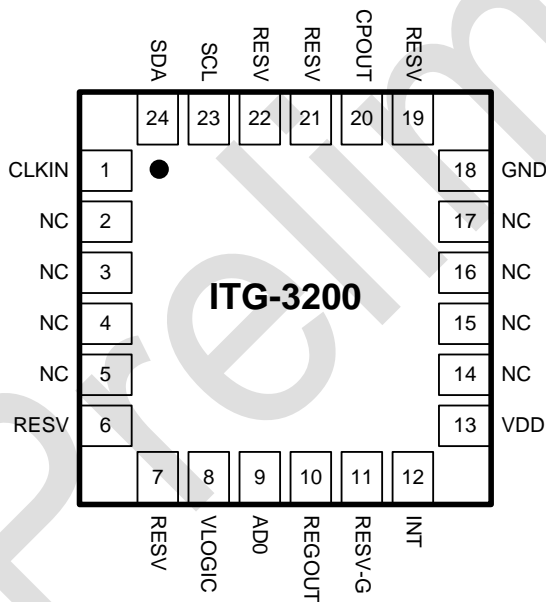 SDA SCL RESV RESV CPOUT RESV
24 23 22 21 20 19
CLKIN 1 18 GND
NC 2 17 NC
NC 3 16 NC
ITG-3200
NC 4 15 NC
NC 5 14 NC
RESV 6 13 VDD
7 8 9 10 11 12
RESV VLOGIC AD0 REGOUT RESV-G INT
Prelim